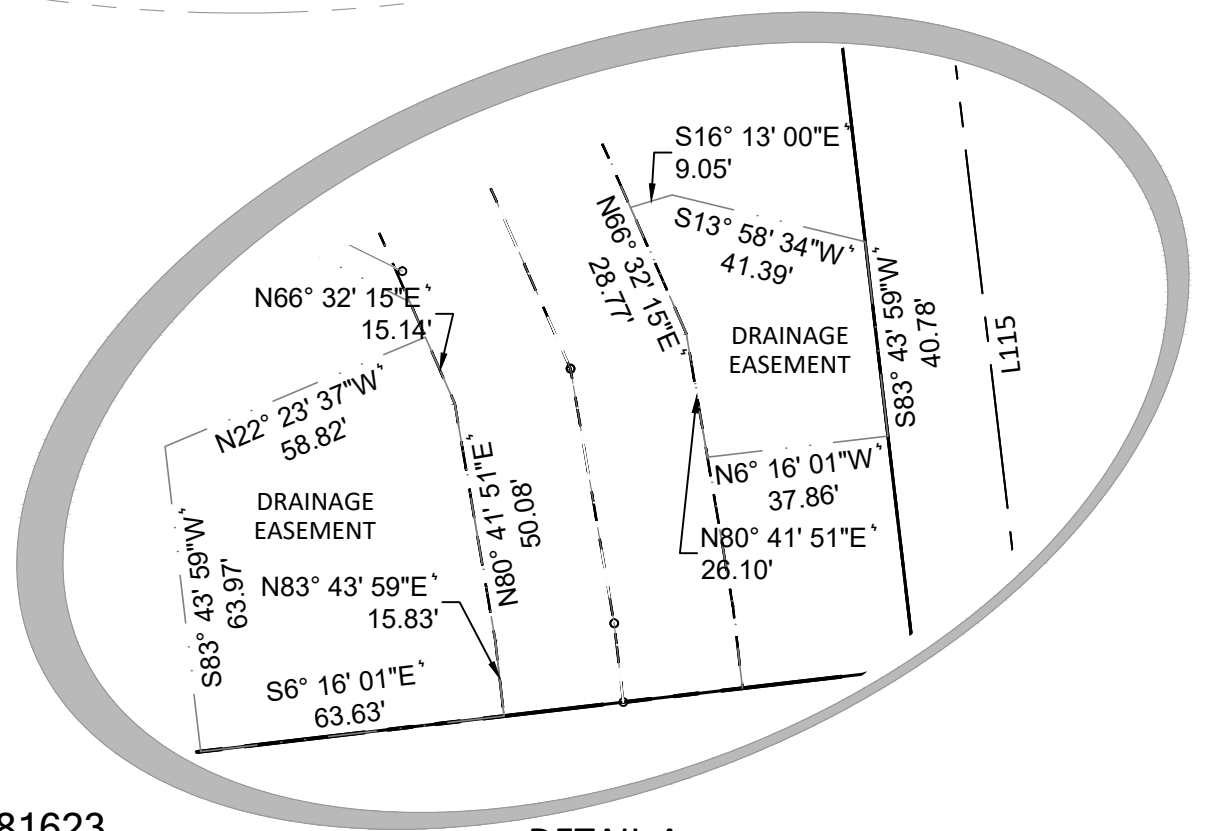 S16° 13' 00"E
9.05'
N66° 32' 15"E
28.77'
S13° 58' 34"W
41.39'
N66° 32' 15"E
15.14'
DRAINAGE
EASEMENT
S83° 43' 59"W
40.78'
L115
N22° 23' 37"W
58.82'
N6° 16' 01"W
37.86'
DRAINAGE
EASEMENT
N80° 41' 51"E
50.08'
N80° 41' 51"E
26.10'
S83° 43' 59"W
63.97'
N83° 43' 59"E
15.83'
S6° 16' 01"E
63.63'
81623
DETAIL A